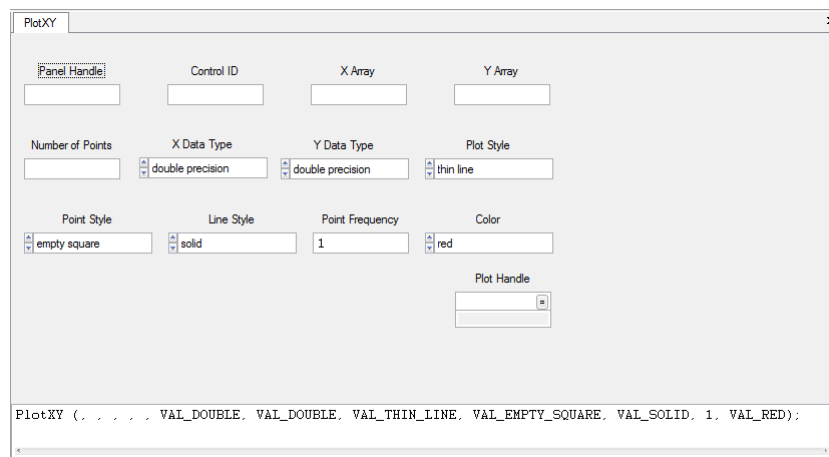 PlotXY
Panel Handle Control ID X Array Y Array
Number of Points X Data Type Y Data Type Plot Style
double precision double precision thin line
Point Style Line Style Point Frequency Color
empty square solid 1 red
Plot Handle
PlotXY (, , , , , VAL_DOUBLE, VAL_DOUBLE, VAL_THIN_LINE, VAL_EMPTY_SQUARE, VAL_SOLID, 1, VAL_RED);